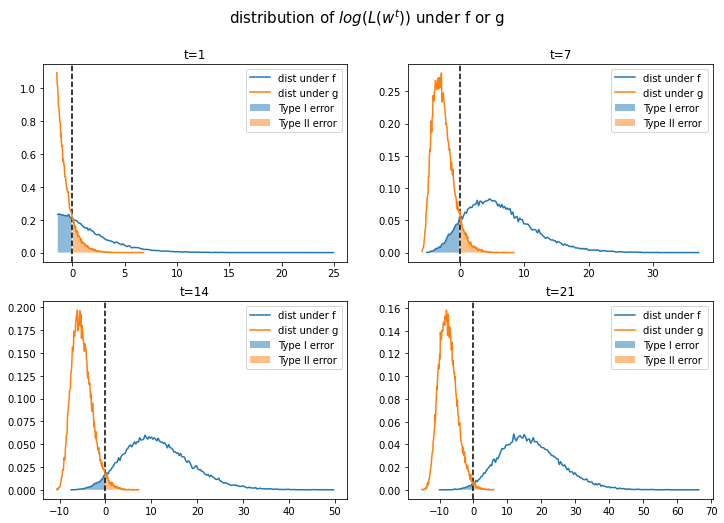 distribution of log(L(w^t)) under f or g
t=1
dist under f
dist under g
Type I error
Type II error
1.0
0.8
0.6
0.4
0.2
0.0
0
5
10
15
20
25
t=7
dist under f
dist under g
Type I error
Type II error
0.25
0.20
0.15
0.10
0.05
0.00
0
10
20
30
t=14
dist under f
dist under g
Type I error
Type II error
0.200
0.175
0.150
0.125
0.100
0.075
0.050
0.025
0.000
−10
0
10
20
30
40
50
t=21
dist under f
dist under g
Type I error
Type II error
0.16
0.14
0.12
0.10
0.08
0.06
0.04
0.02
0.00
−10
0
10
20
30
40
50
60
70